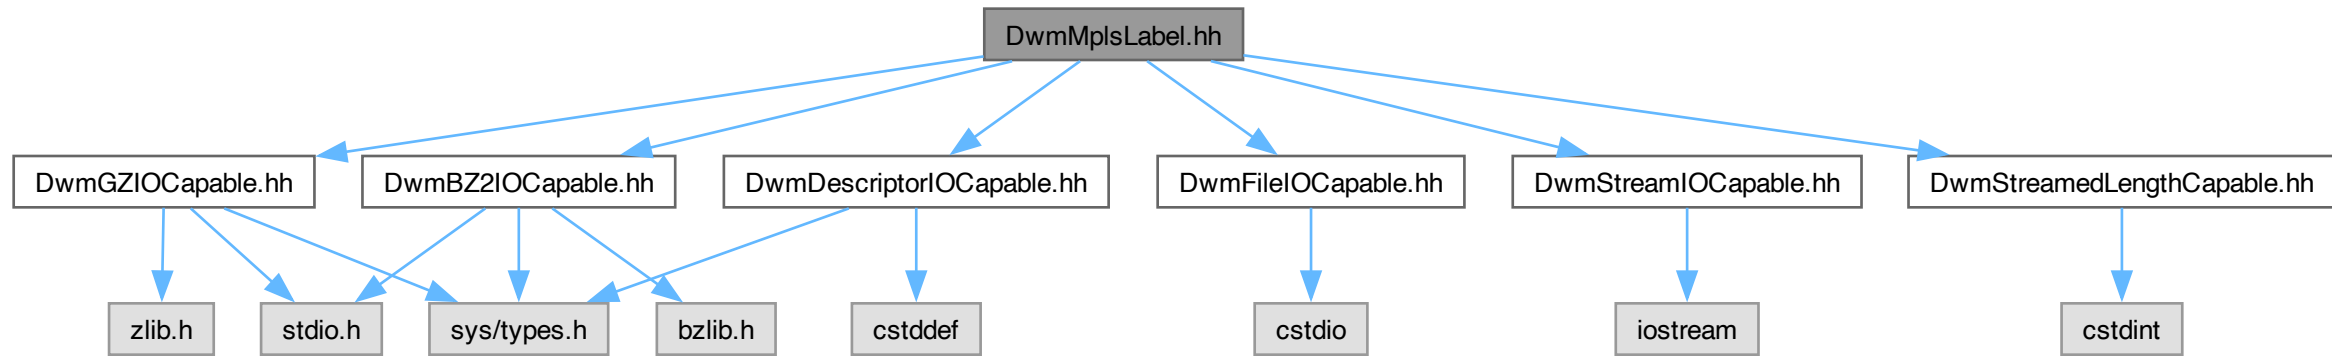 DwmMplsLabel.hh
DwmGZIOCapable.hh
DwmBZ2IOCapable.hh
DwmDescriptorIOCapable.hh
DwmFileIOCapable.hh
DwmStreamIOCapable.hh
DwmStreamedLengthCapable.hh
zlib.h
stdio.h
sys/types.h
bzlib.h
cstddef
cstdio
iostream
cstdint